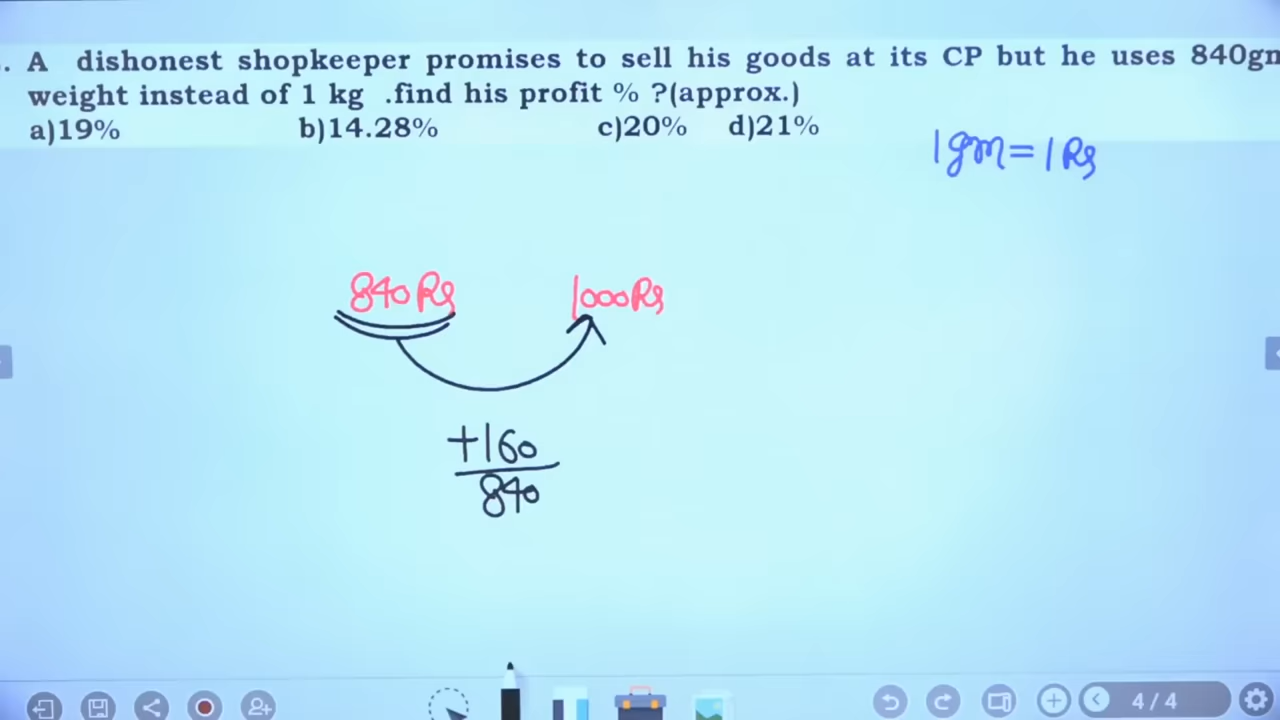 . A dishonest shopkeeper promises to sell his goods at its CP but he uses 840gm
weight instead of 1 kg .find his profit % ?(approx.)
a)19% b)14.28% c)20% d)21%
1gm=1Rs
840Rs 1000Rs
+160
840
4/4